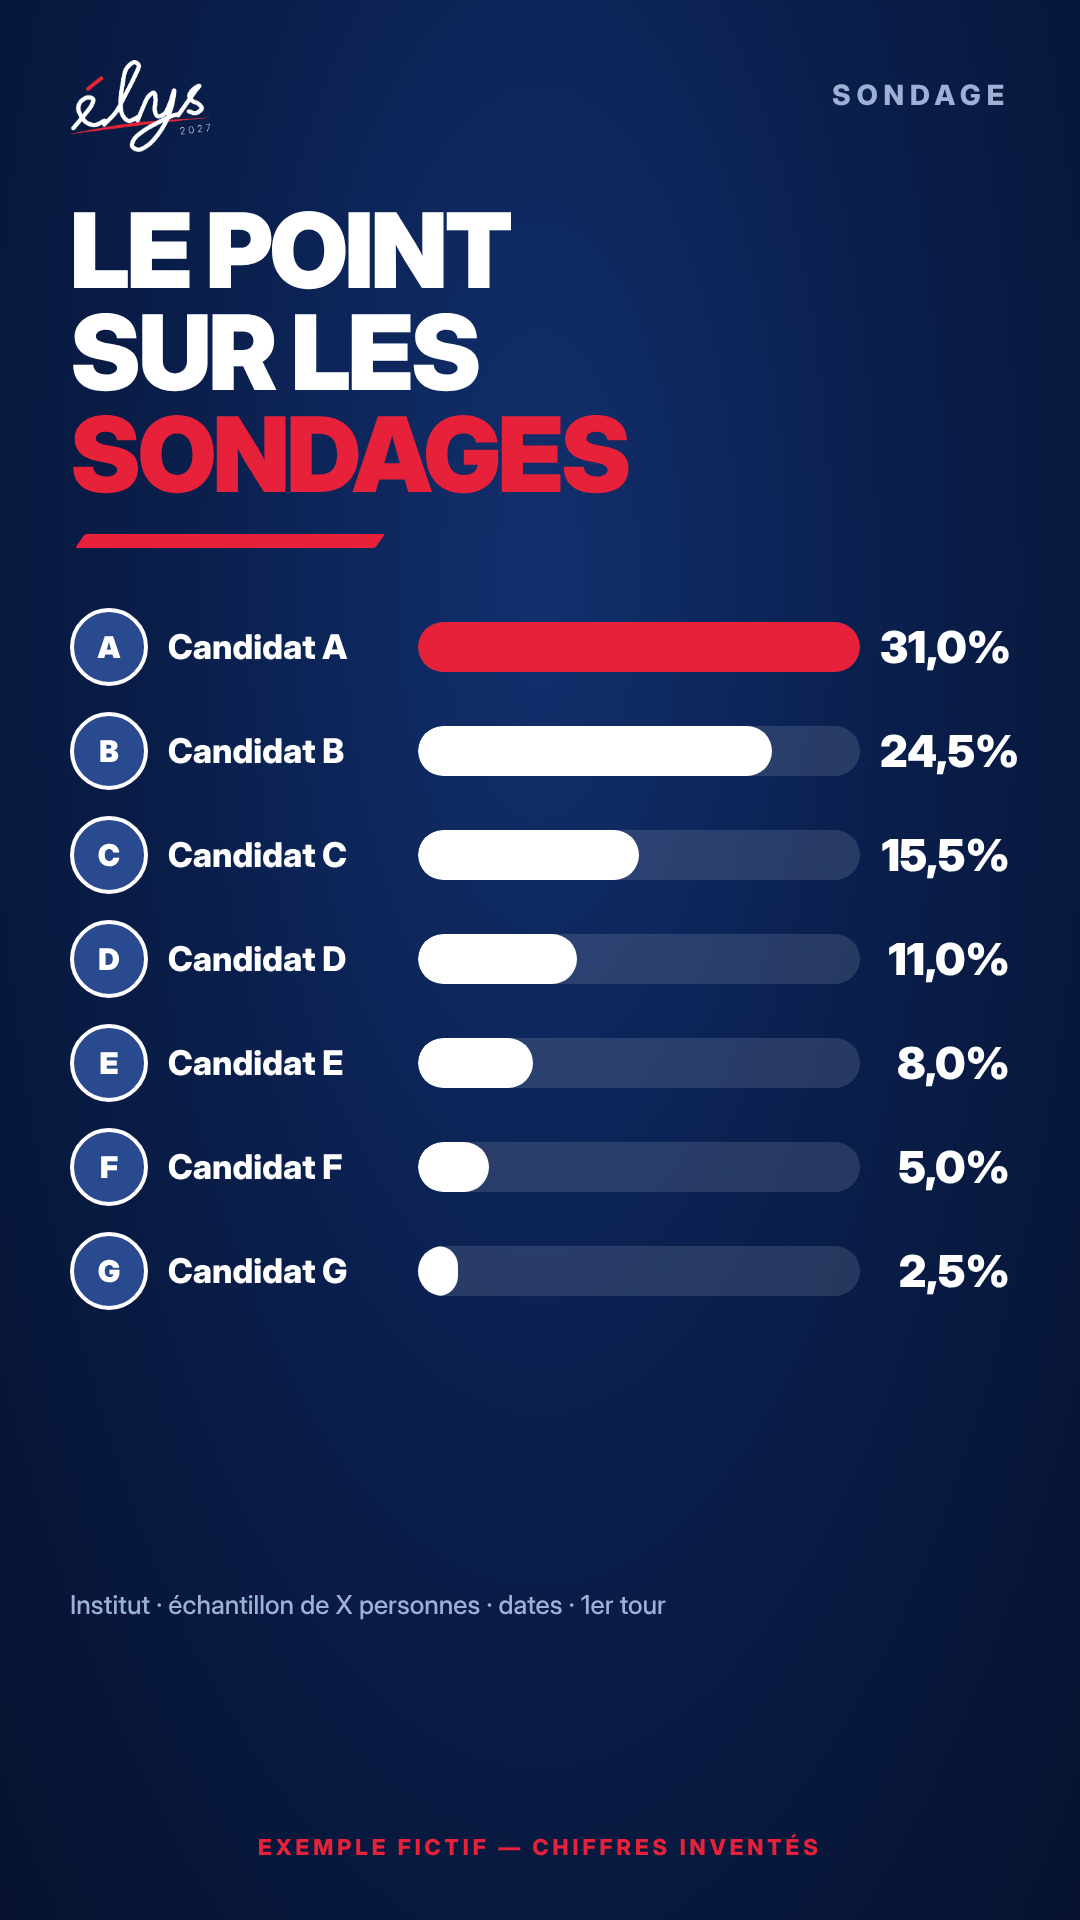 élys
2027
SONDAGE
LE POINT
SUR LES
SONDAGES
A Candidat A 31,0%
B Candidat B 24,5%
C Candidat C 15,5%
D Candidat D 11,0%
E Candidat E 8,0%
F Candidat F 5,0%
G Candidat G 2,5%
Institut · échantillon de X personnes · dates · 1er tour
EXEMPLE FICTIF — CHIFFRES INVENTÉS